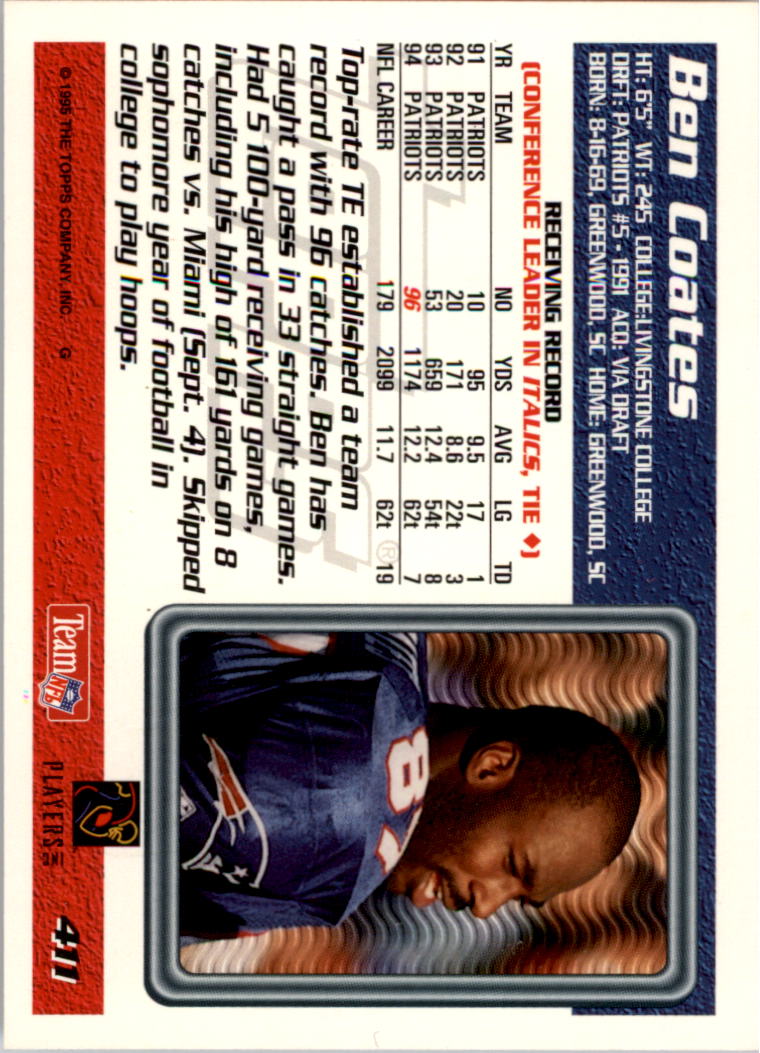 Ben Coates
HT: 6'5" WT: 245 COLLEGE: LIVINGSTONE COLLEGE
DRFT: PATRIOTS #5 - 1991 ACQ: VIA DRAFT
BORN: 8-16-69, GREENWOOD, SC HOME: GREENWOOD, SC
RECEIVING RECORD
(CONFERENCE LEADER IN ITALICS, TIE ♦)
YR TEAM NO YDS AVG LG TD
91 PATRIOTS 10 95 9.5 17 1
92 PATRIOTS 20 171 8.6 22t 3
93 PATRIOTS 53 659 12.4 54t 8
94 PATRIOTS 96 1174 12.2 62t 7
NFL CAREER 179 2099 11.7 62t 19
Top-rate TE established a team
record with 96 catches. Ben has
caught a pass in 33 straight games.
Had 5 100-yard receiving games,
including his high of 161 yards on 8
catches vs. Miami (Sept. 4). Skipped
sophomore year of football in
college to play hoops.
87
© 1995 THE TOPPS COMPANY, INC. G
Team NFL
PLAYERS INC
411